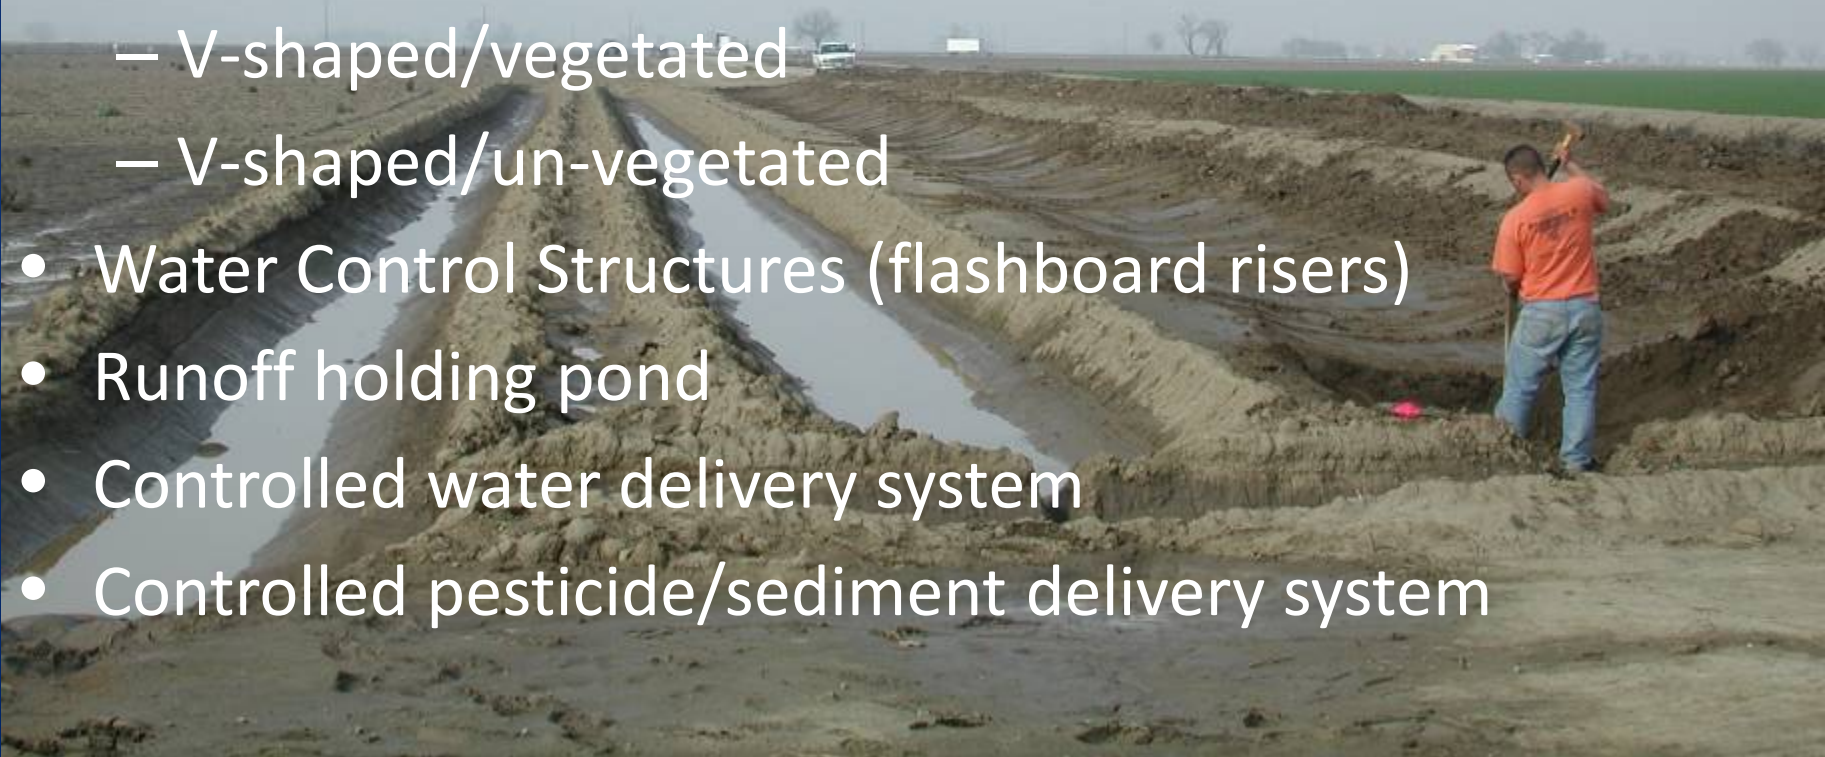 – V-shaped/vegetated
– V-shaped/un-vegetated
• Water Control Structures (flashboard risers)
• Runoff holding pond
• Controlled water delivery system
• Controlled pesticide/sediment delivery system